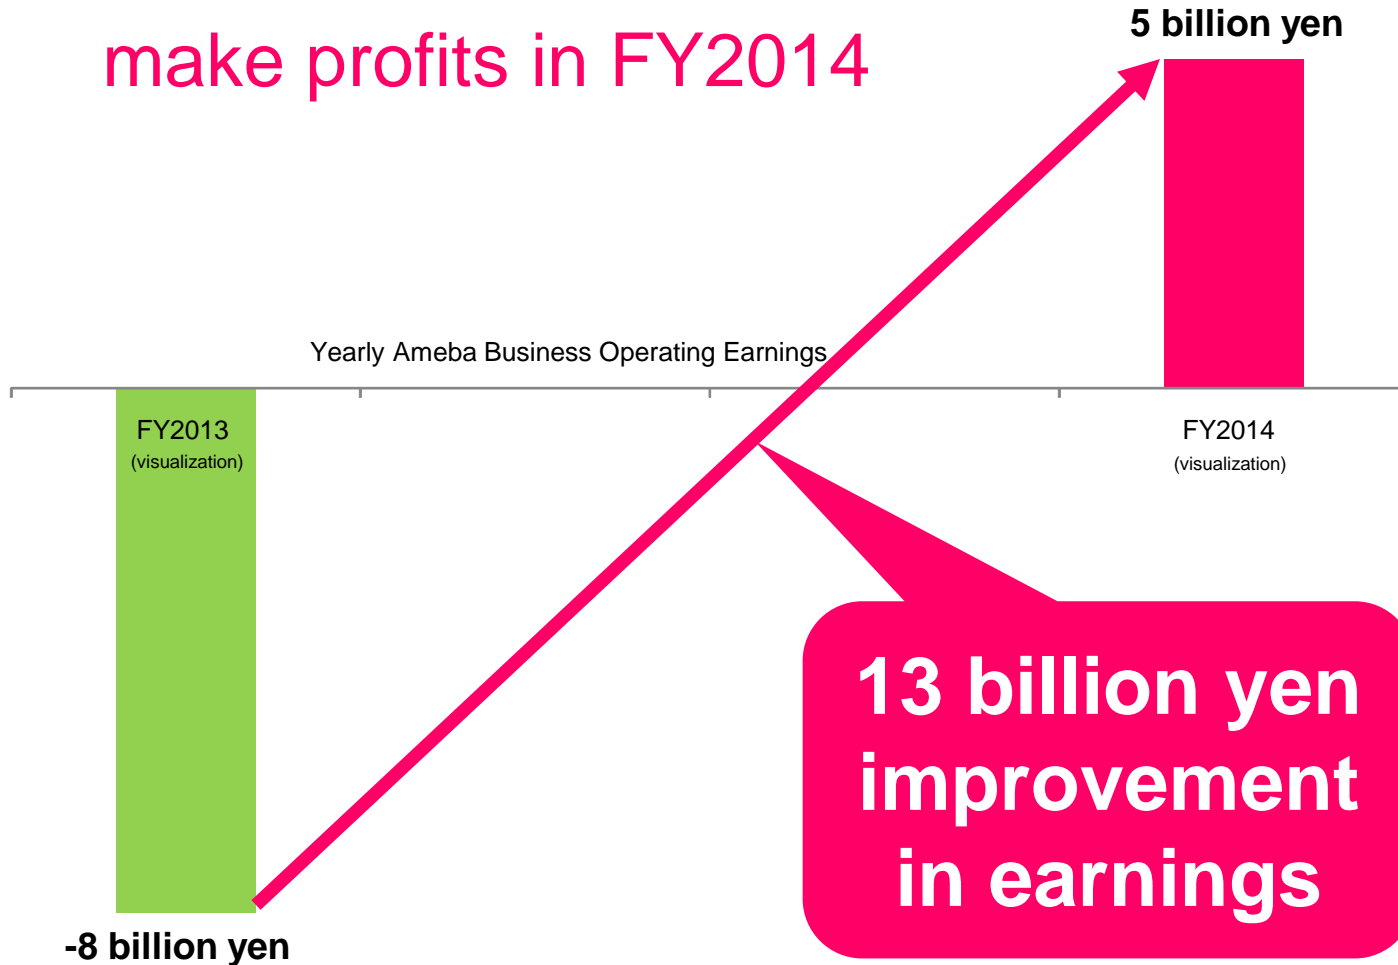 5 billion yen
make profits in FY2014
Yearly Ameba Business Operating Earnings
FY2013
(visualization)
FY2014
(visualization)
13 billion yen
improvement
in earnings
-8 billion yen